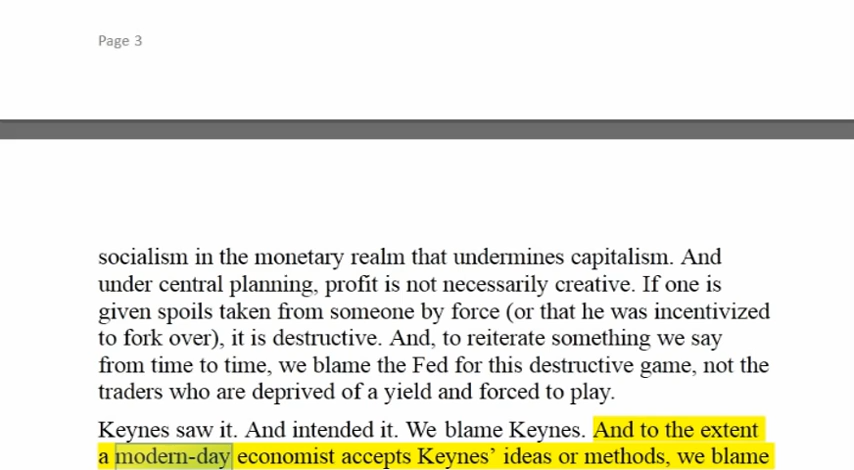 Page 3
socialism in the monetary realm that undermines capitalism. And
under central planning, profit is not necessarily creative. If one is
given spoils taken from someone by force (or that he was incentivized
to fork over), it is destructive. And, to reiterate something we say
from time to time, we blame the Fed for this destructive game, not the
traders who are deprived of a yield and forced to play.
Keynes saw it. And intended it. We blame Keynes. And to the extent
a modern-day economist accepts Keynes’ ideas or methods, we blame